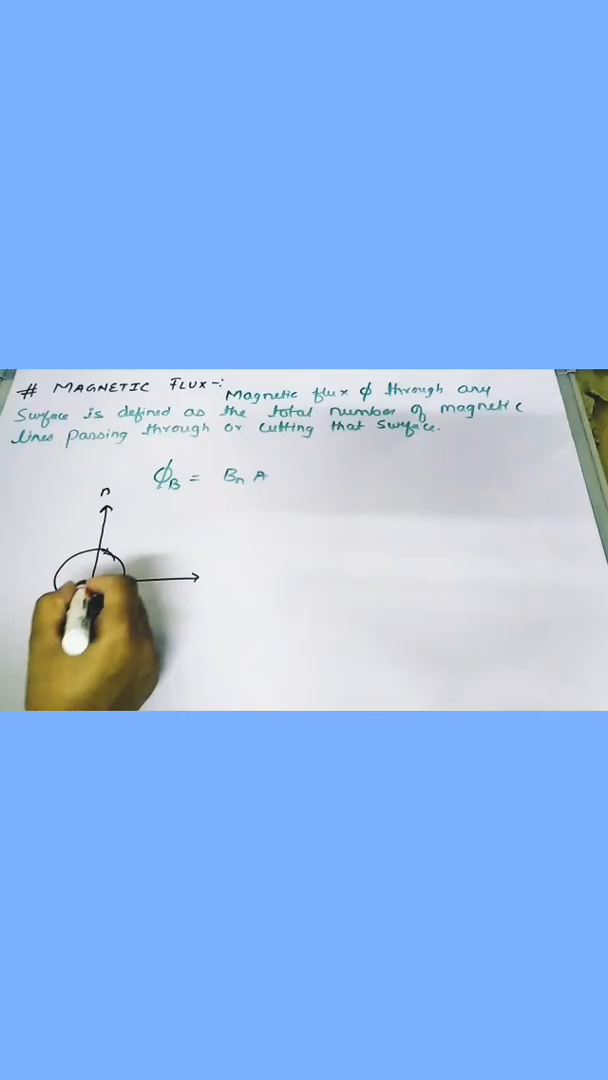 # MAGNETIC FLUX -: Magnetic flux ϕ through any
Surface is defined as the total number of magnetic
lines passing through or cutting that surface.
ϕB = Bn A
n